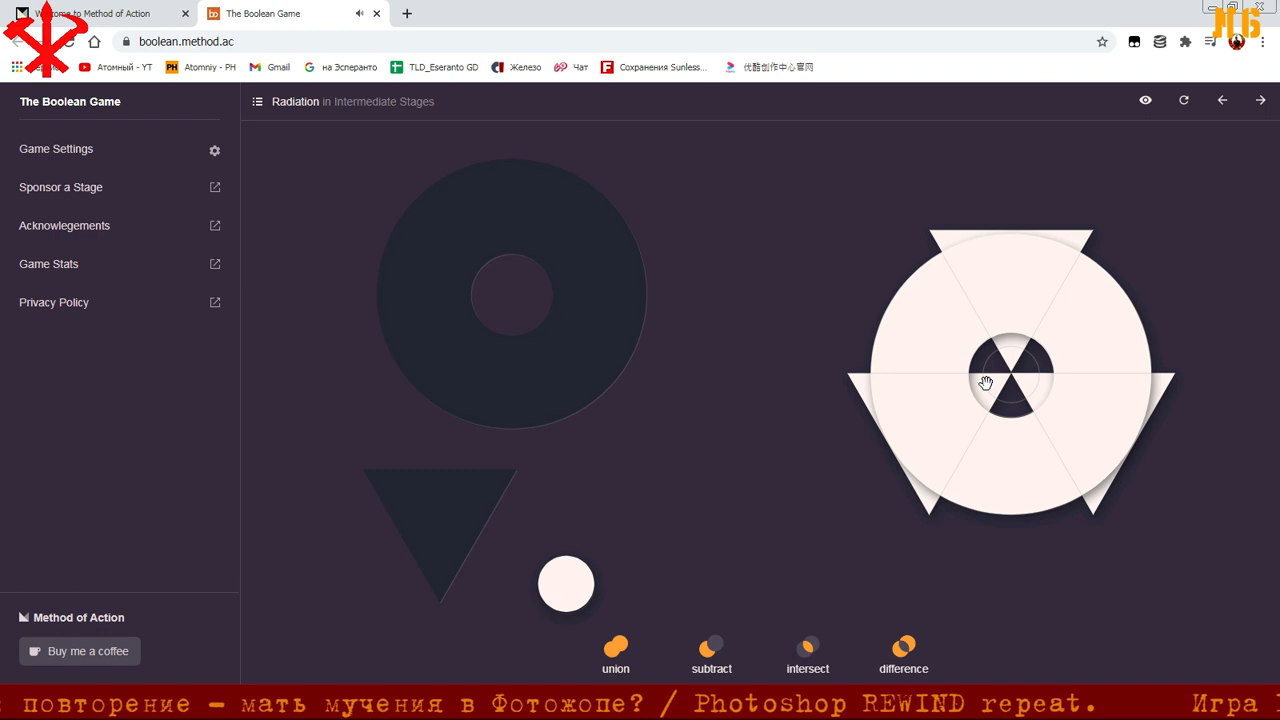 Welcome to Method of Action
The Boolean Game
МБ
boolean.method.ac
Атомный - YT
Atomniy - PH
Gmail
на Эсперанто
TLD_Eseranto GD
Железо
Чат
Сохранения Sunless...
优酷创作中心官网
The Boolean Game
Radiation in Intermediate Stages
Game Settings
Sponsor a Stage
Acknowlegements
Game Stats
Privacy Policy
Method of Action
Buy me a coffee
union
subtract
intersect
difference
повторение – мать мучения в Фотожопе? / Photoshop REWIND repeat. Игра